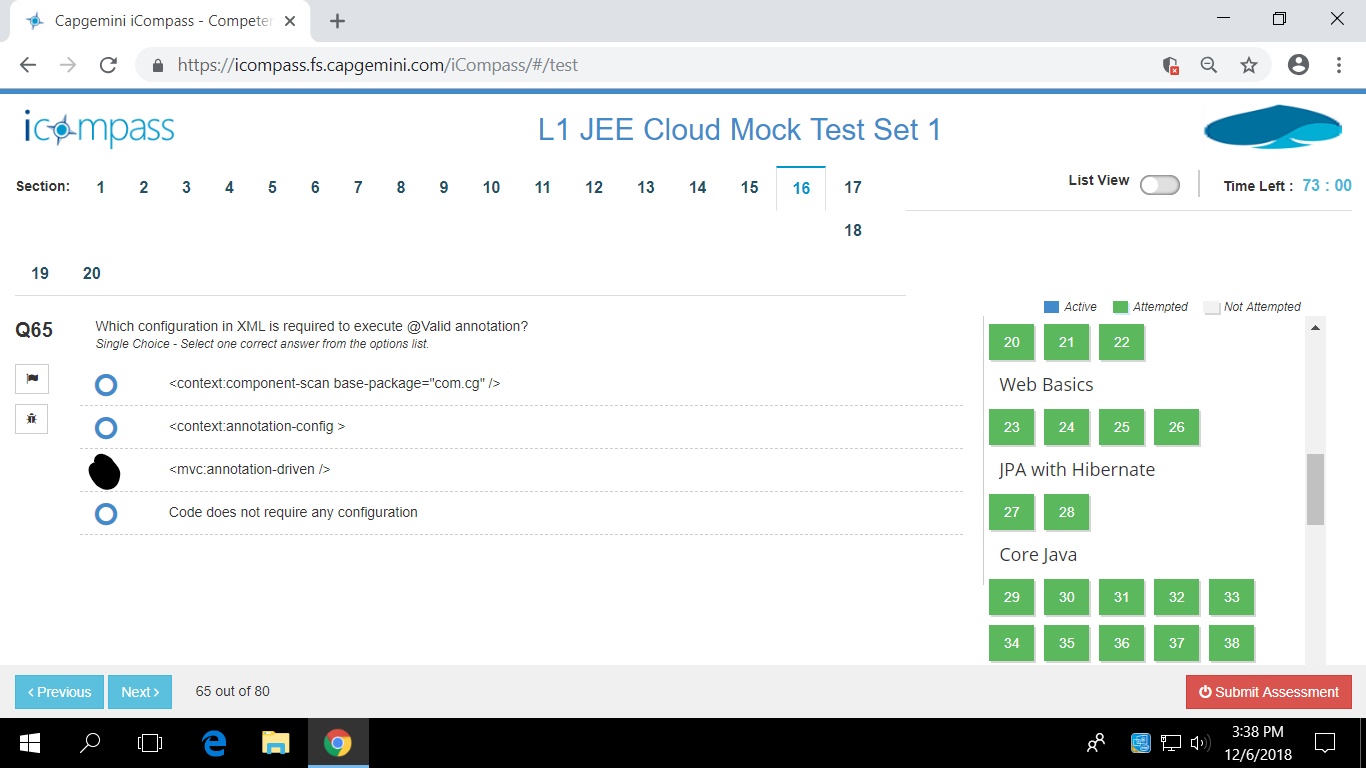 Capgemini iCompass - Competen
https://icompass.fs.capgemini.com/iCompass/#/test
icompass
L1 JEE Cloud Mock Test Set 1
Section: 1 2 3 4 5 6 7 8 9 10 11 12 13 14 15 16 17
18
19 20
List View
Time Left : 73 : 00
Active Attempted Not Attempted
Q65 Which configuration in XML is required to execute @Valid annotation?
Single Choice - Select one correct answer from the options list.
<context:component-scan base-package="com.cg" />
<context:annotation-config >
<mvc:annotation-driven />
Code does not require any configuration
20 21 22
Web Basics
23 24 25 26
JPA with Hibernate
27 28
Core Java
29 30 31 32 33
34 35 36 37 38
‹ Previous Next › 65 out of 80
Submit Assessment
3:38 PM
12/6/2018